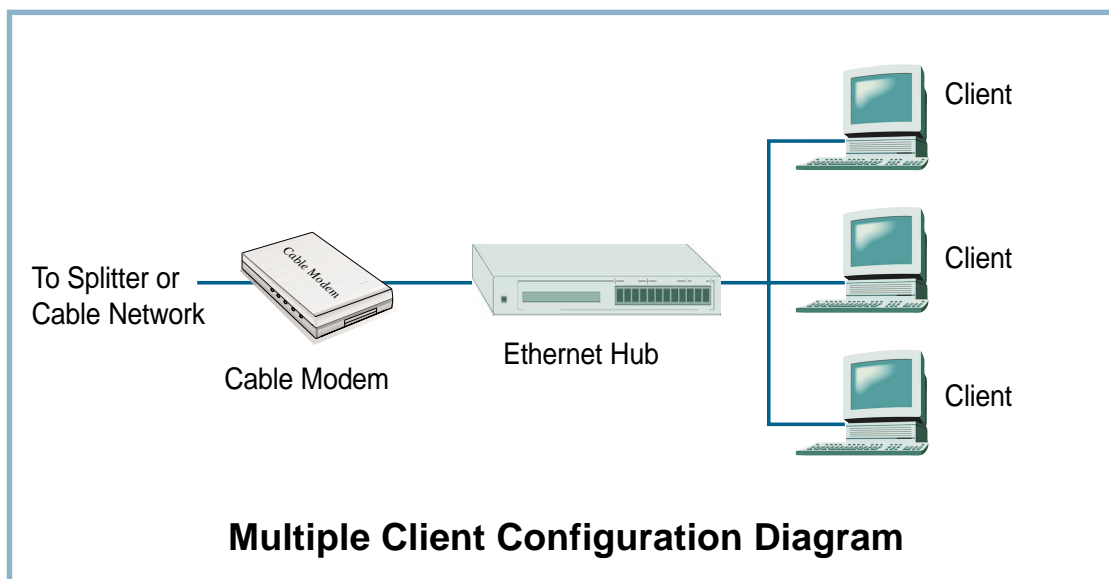 Client
Client
Client
To Splitter or
Cable Network
Cable Modem
Cable Modem
Ethernet Hub
Multiple Client Configuration Diagram